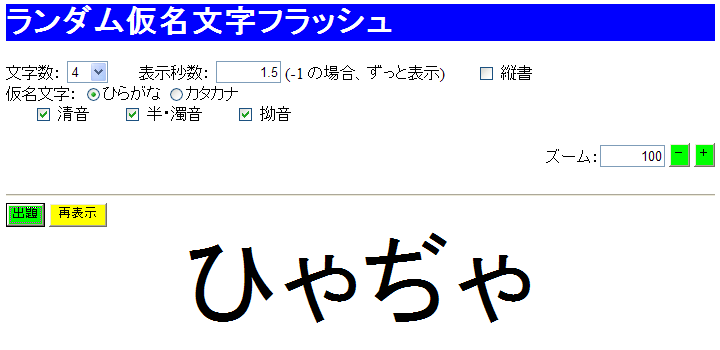 ランダム仮名文字フラッシュ
文字数: 4 表示秒数: 1.5 (-1の場合、ずっと表示) 縦書
仮名文字: ひらがな カタカナ
清音 半・濁音 拗音
ズーム: 100 - +
出題 再表示
ひゃぢゃ